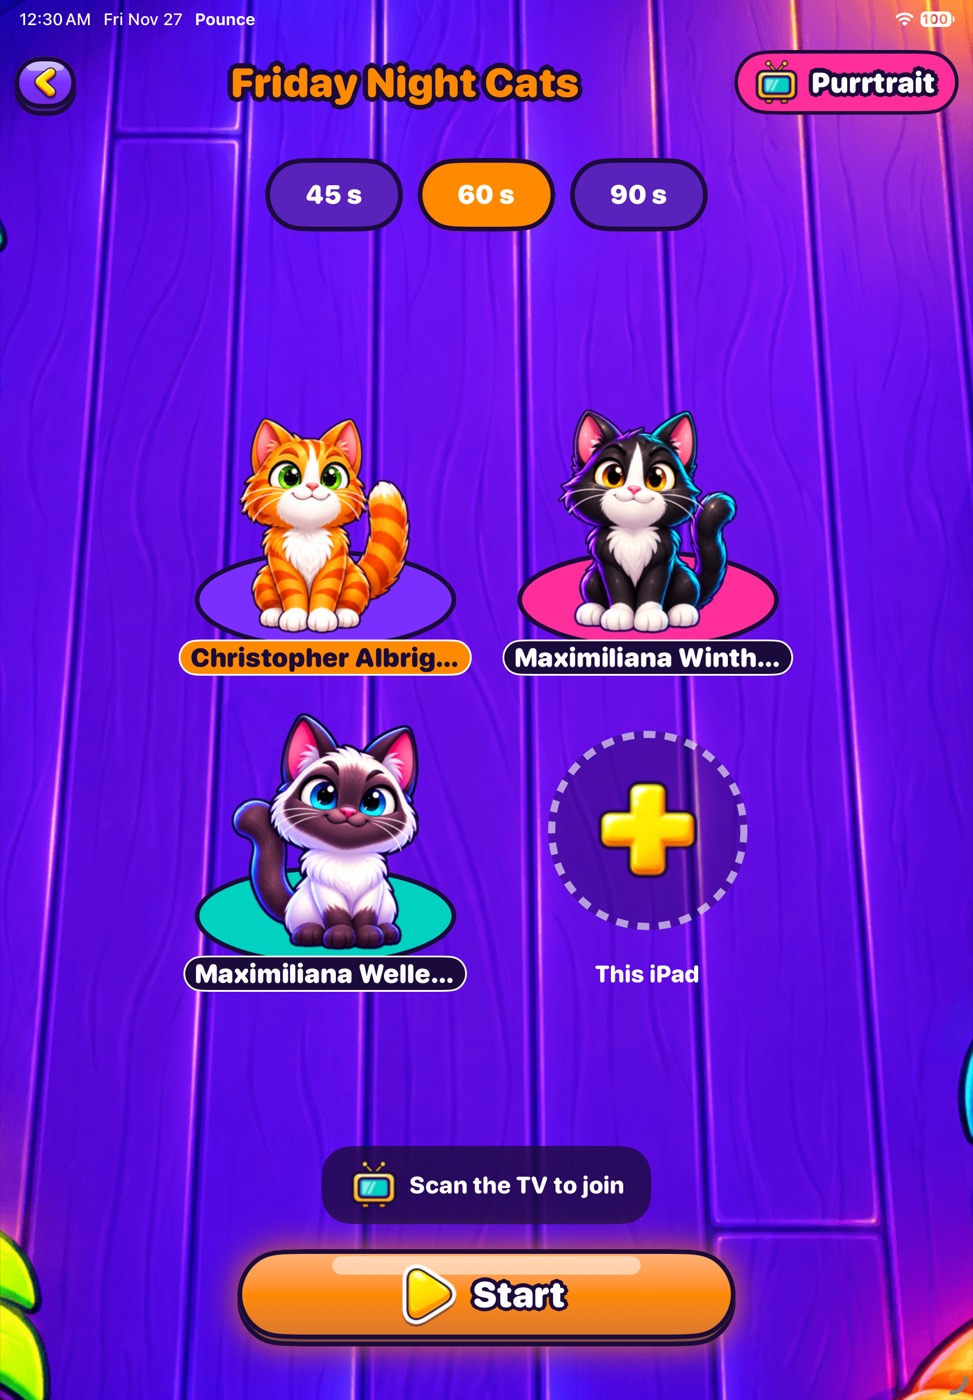 12:30 AM Fri Nov 27 Pounce
100
Friday Night Cats
Purrtrait
45 s
60 s
90 s
Christopher Albrig...
Maximiliana Winth...
Maximiliana Welle...
This iPad
Scan the TV to join
Start